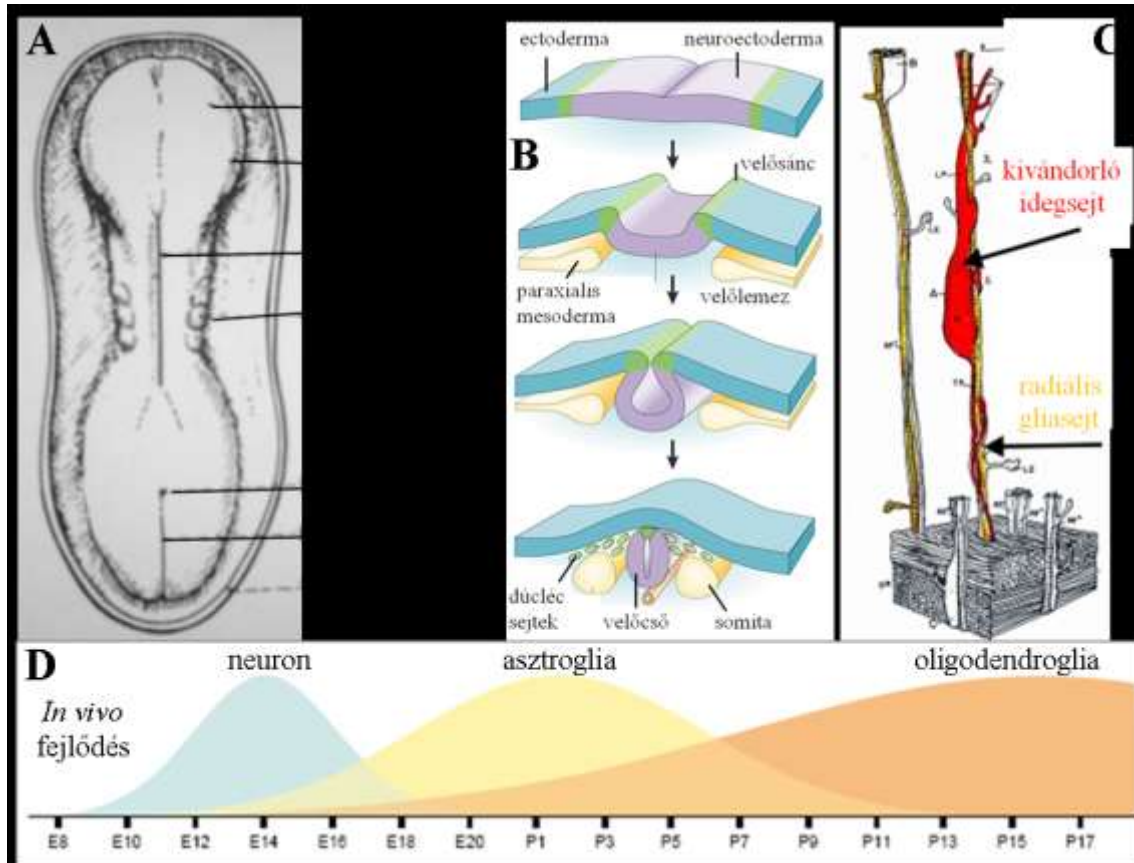 A
B
ectoderma
neuroectoderma
velősánc
paraxialis
mesoderma
velőlemez
dúcléc
sejtek
velőcső
somita
C
kivándorló
idegsejt
radiális
gliasejt
D
neuron
asztroglia
oligodendroglia
In vivo
fejlődés
E8 E10 E12 E14 E16 E18 E20 P1 P3 P5 P7 P9 P11 P13 P15 P17